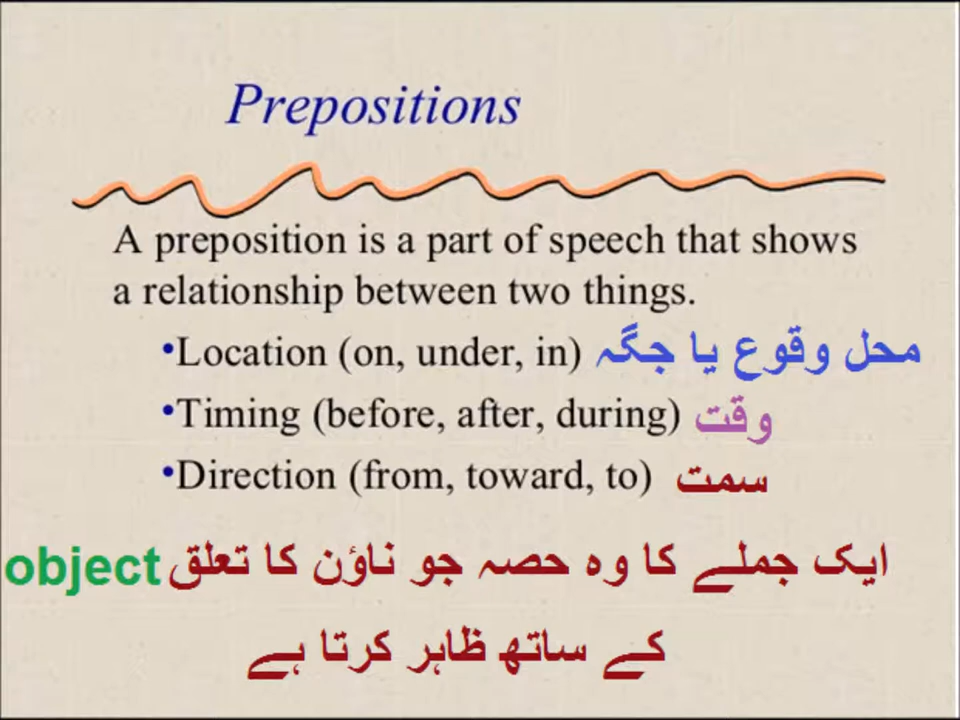 Prepositions
A preposition is a part of speech that shows
a relationship between two things.
•Location (on, under, in) محل وقوع یا جگہ
•Timing (before, after, during) وقت
•Direction (from, toward, to) سمت
ایک جملے کا وہ حصہ جو ناؤن کا تعلق object
کے ساتھ ظاہر کرتا ہے